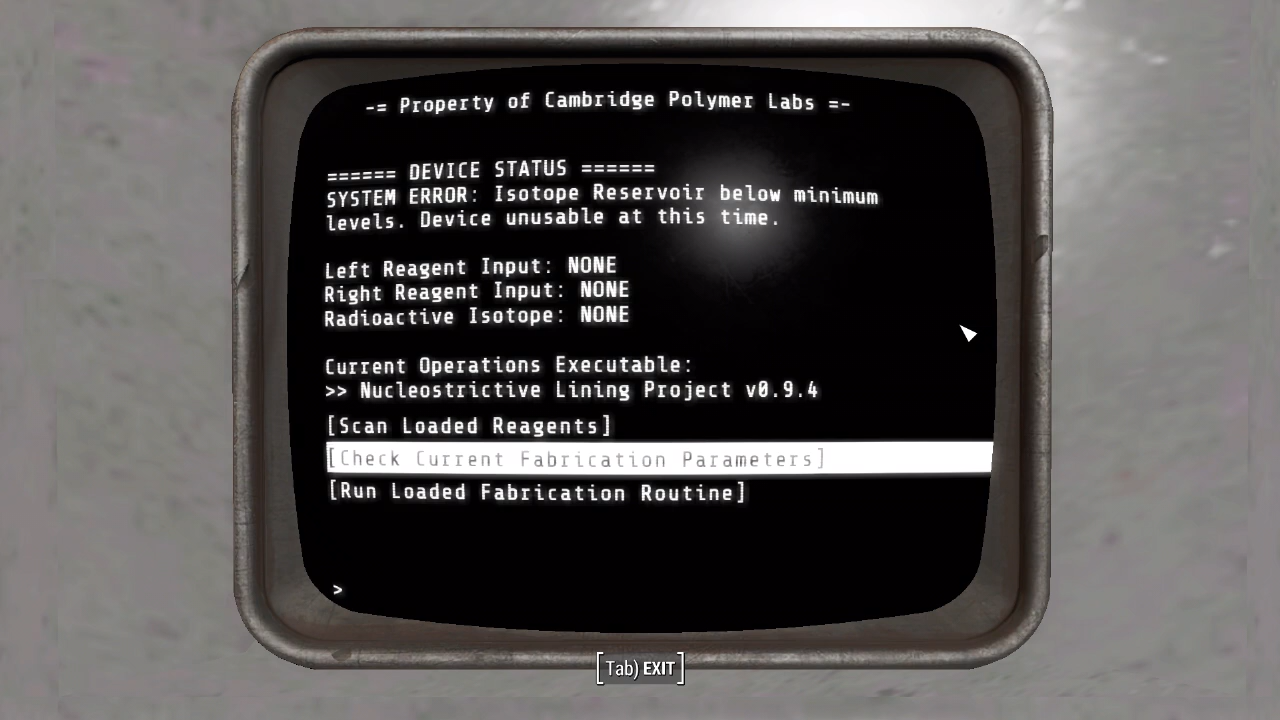 -= Property of Cambridge Polymer Labs =-
====== DEVICE STATUS ======
SYSTEM ERROR: Isotope Reservoir below minimum
levels. Device unusable at this time.
Left Reagent Input: NONE
Right Reagent Input: NONE
Radioactive Isotope: NONE
Current Operations Executable:
>> Nucleostrictive Lining Project v0.9.4
[Scan Loaded Reagents]
[Check Current Fabrication Parameters]
[Run Loaded Fabrication Routine]
>
[Tab) EXIT]